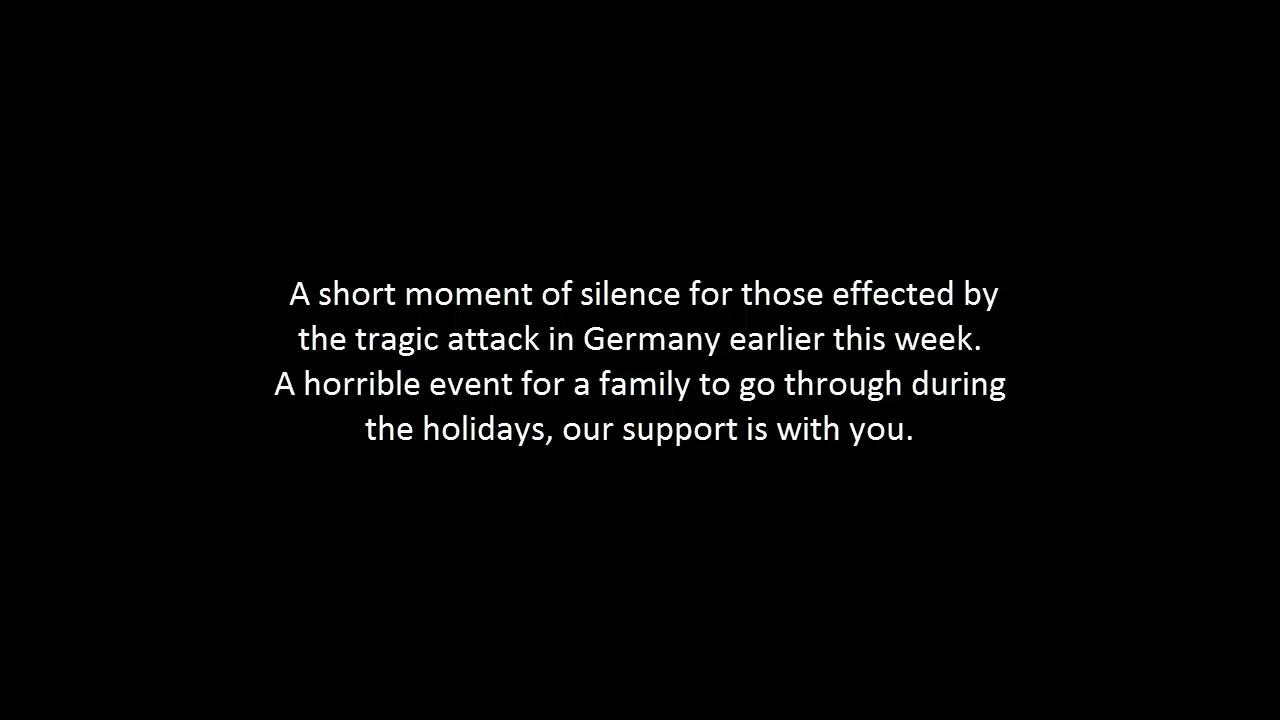 A short moment of silence for those effected by
the tragic attack in Germany earlier this week.
A horrible event for a family to go through during
the holidays, our support is with you.